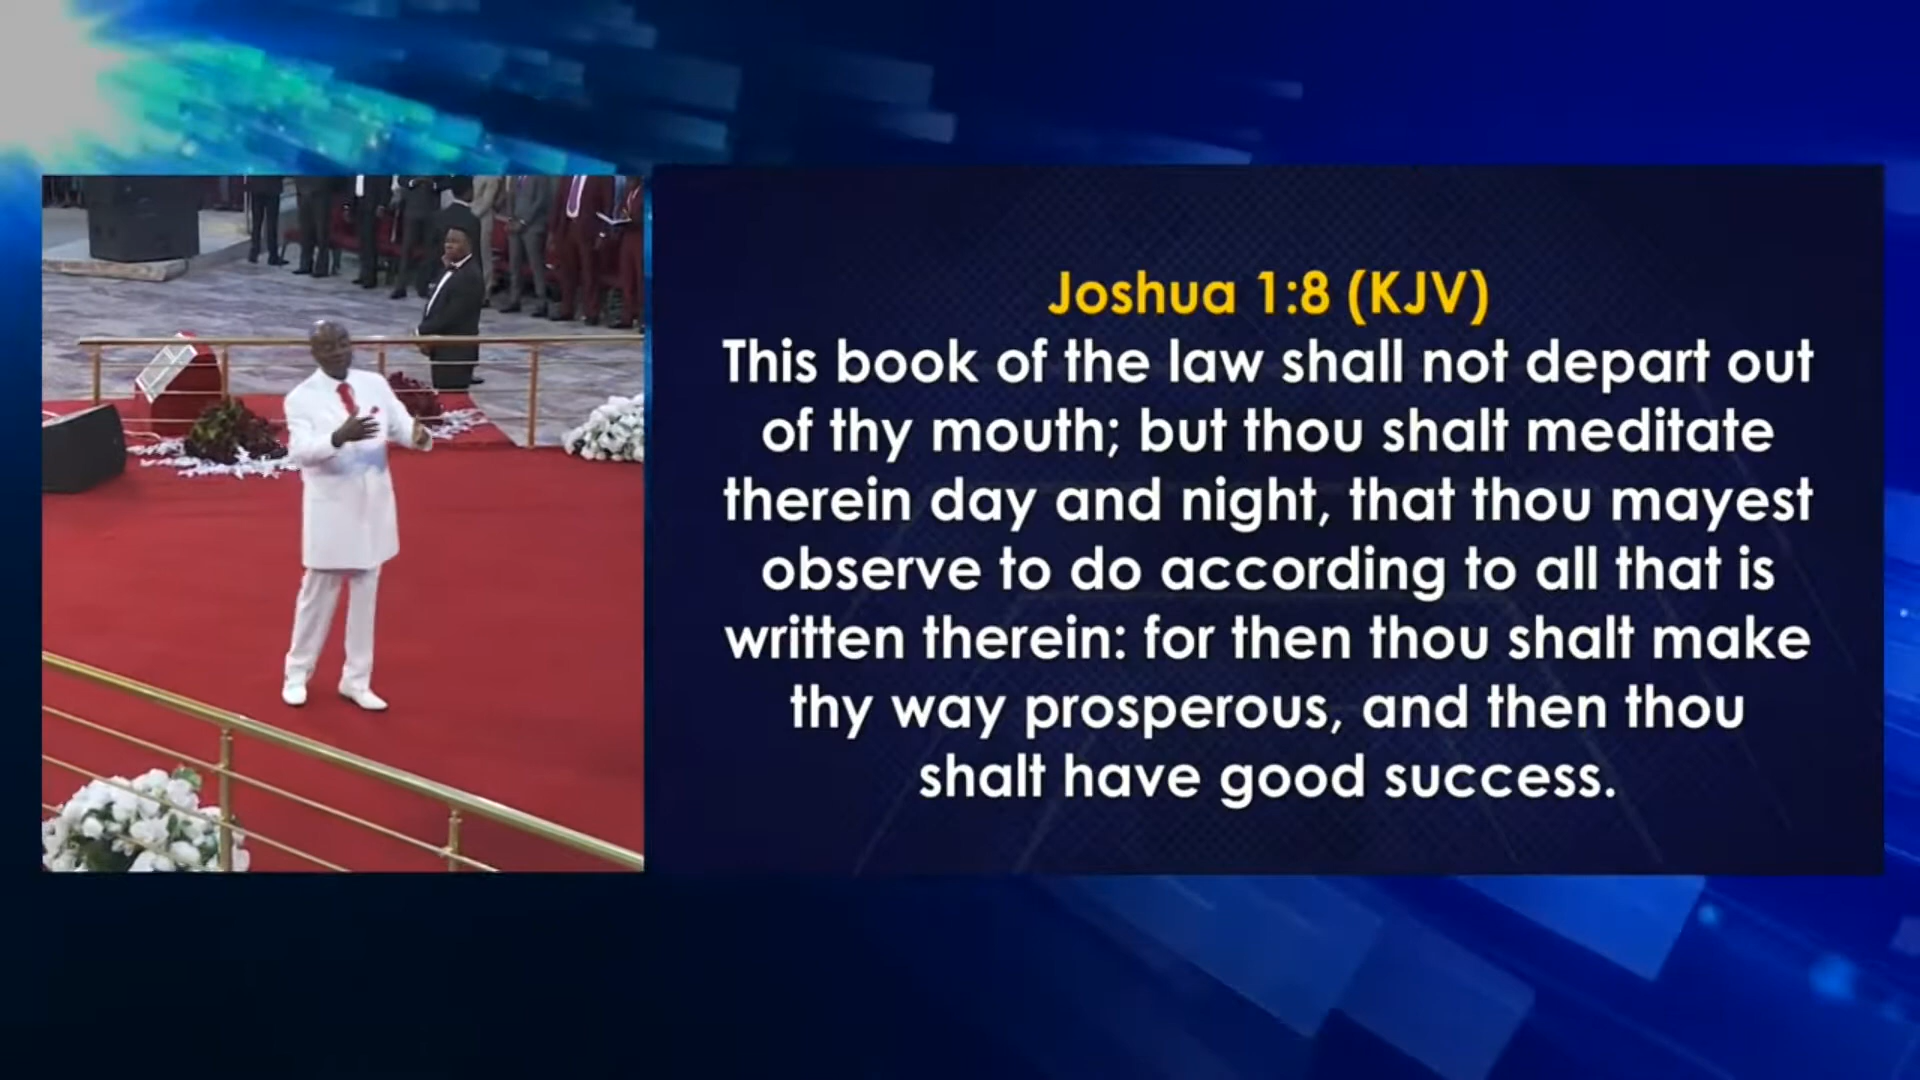 Joshua 1:8 (KJV)
This book of the law shall not depart out
of thy mouth; but thou shalt meditate
therein day and night, that thou mayest
observe to do according to all that is
written therein: for then thou shalt make
thy way prosperous, and then thou
shalt have good success.